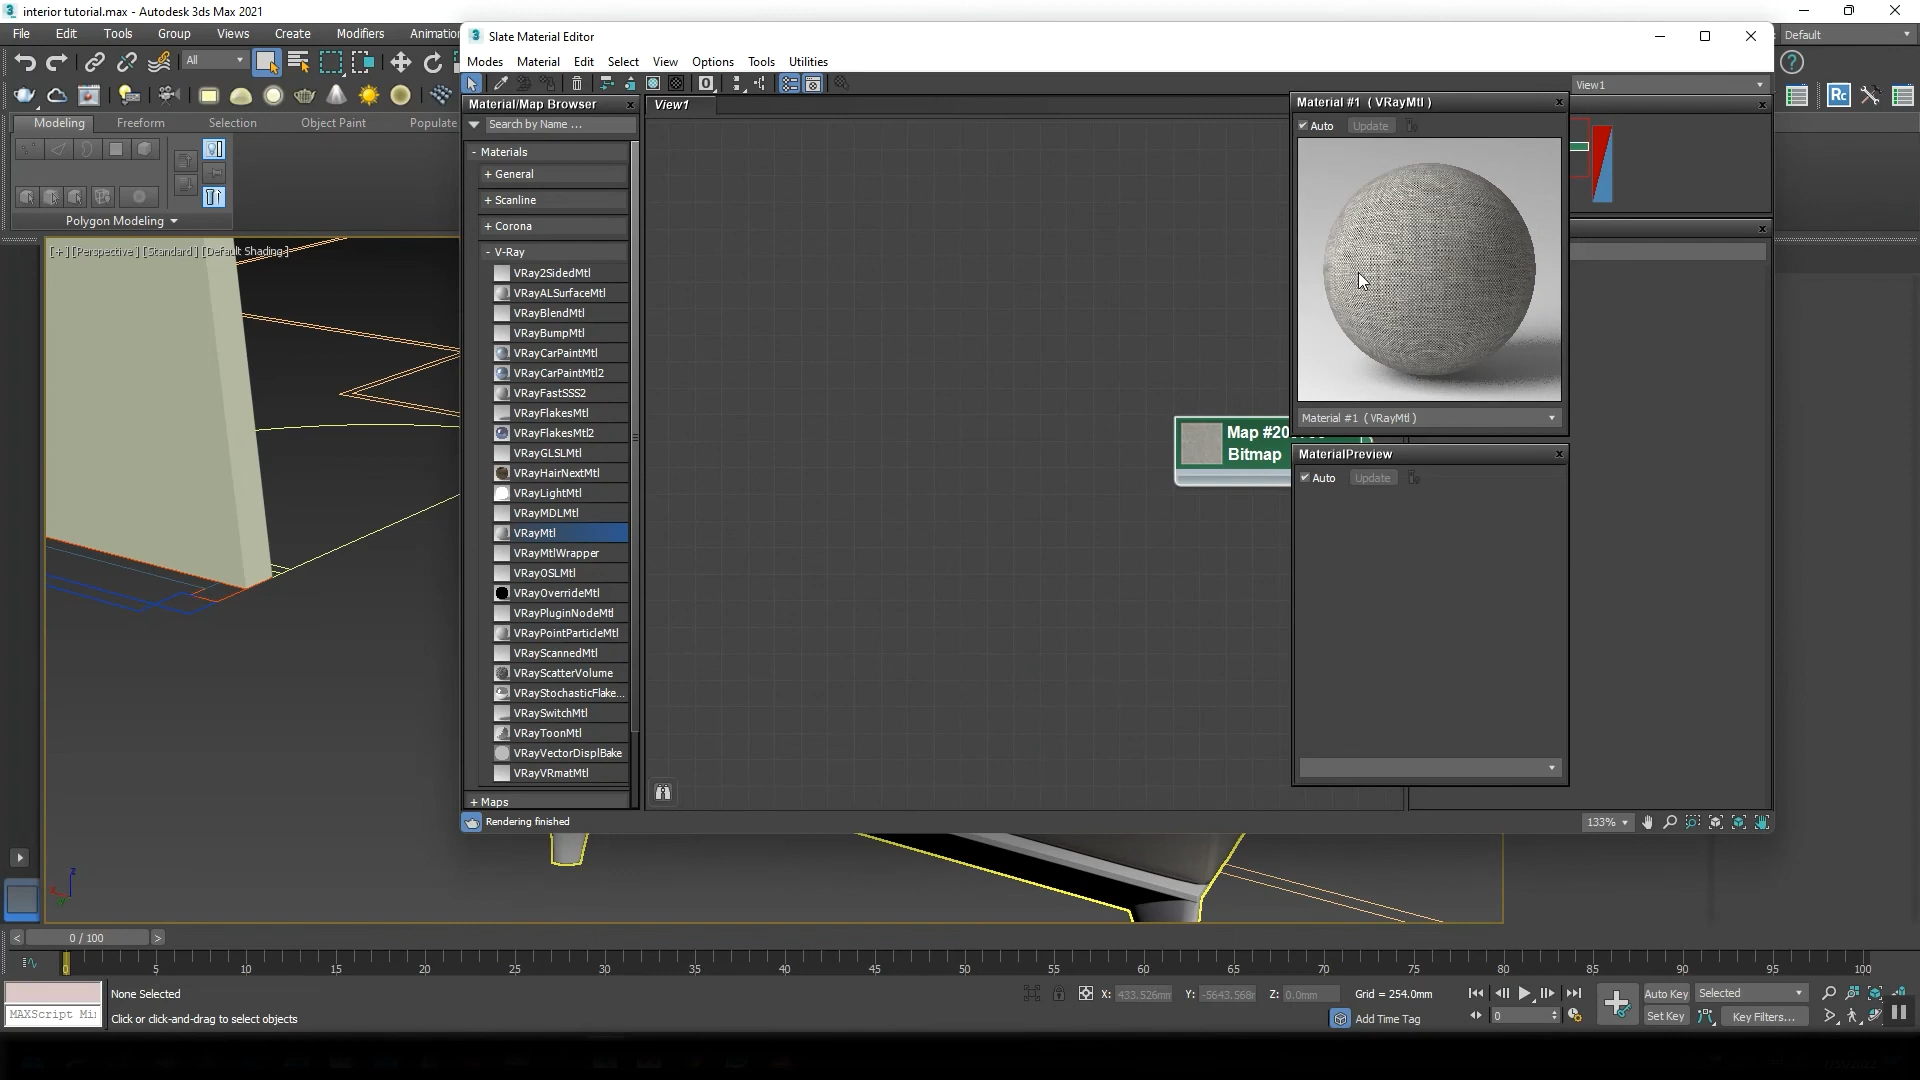 interior tutorial.max - Autodesk 3ds Max 2021
File Edit Tools Group Views Create Modifiers Animation
Default
All
Modeling Freeform Selection Object Paint Populate
Polygon Modeling
[+] [Perspective] [Standard] [Default Shading]
Slate Material Editor
Modes Material Edit Select View Options Tools Utilities
View1
Material/Map Browser
View1
Search by Name ...
- Materials
+ General
+ Scanline
+ Corona
- V-Ray
VRay2SidedMtl
VRayALSurfaceMtl
VRayBlendMtl
VRayBumpMtl
VRayCarPaintMtl
VRayCarPaintMtl2
VRayFastSSS2
VRayFlakesMtl
VRayFlakesMtl2
VRayGLSLMtl
VRayHairNextMtl
VRayLightMtl
VRayMDLMtl
VRayMtl
VRayMtlWrapper
VRayOSLMtl
VRayOverrideMtl
VRayPluginNodeMtl
VRayPointParticleMtl
VRayScannedMtl
VRayScatterVolume
VRayStochasticFlake...
VRaySwitchMtl
VRayToonMtl
VRayVectorDisplBake
VRayVRmatMtl
+ Maps
Rendering finished
Map #20
Bitmap
Material #1 ( VRayMtl )
Auto Update
Material #1 ( VRayMtl )
MaterialPreview
Auto Update
133%
z
< 0 / 100 >
0 5 10 15 20 25 30 35 40 45 50 55 60 65 70 75 80 85 90 95 100
None Selected
X: 433.526mm Y: -5643.568m Z: 0.0mm Grid = 254.0mm
MAXScript Mi
Click or click-and-drag to select objects
Add Time Tag
0
Auto Key Selected
Set Key Key Filters...
Rc